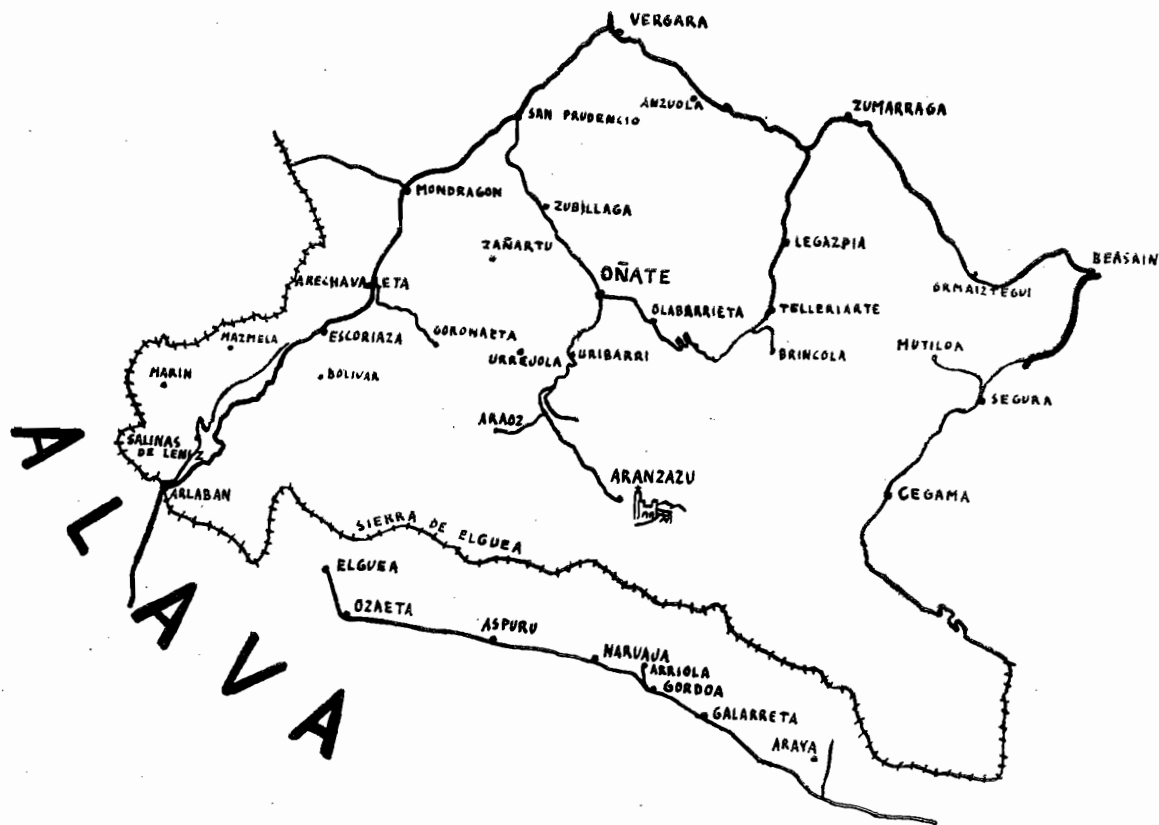 VERGARA
ANZUOLA
ZUMARRAGA
SAN PRUDENCIO
MONDRAGON
ZUBILLAGA
ZAÑARTU
LEGAZPIA
BEASAIN
OÑATE
ARECHAVALETA
ORMAIZTEGUI
OLABARRIETA
TELLERIARTE
MAZMELA
ESCORIAZA
GORONAETA
URREJOLA
URIBARRI
BRINCOLA
MUTILOA
MARIN
BOLIVAR
SEGURA
ARAOZ
SALINAS
DE LENIZ
ARANZAZU
ARLABAN
CEGAMA
SIERRA DE ELGUEA
ELGUEA
OZAETA
ASPURU
NARUAJA
ARRIOLA
GORDOA
GALARRETA
ARAYA
ALAVA